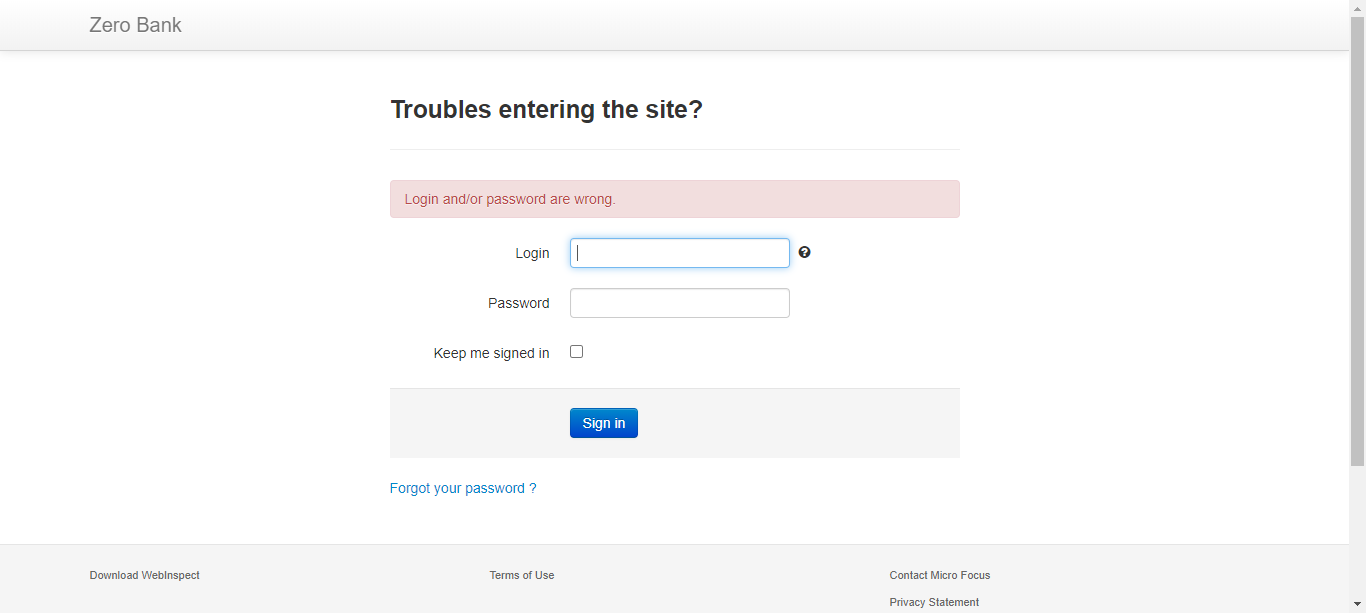 Zero Bank
Troubles entering the site?
Login and/or password are wrong.
Login
Password
Keep me signed in
Sign in
Forgot your password ?
Download WebInspect
Terms of Use
Contact Micro Focus
Privacy Statement